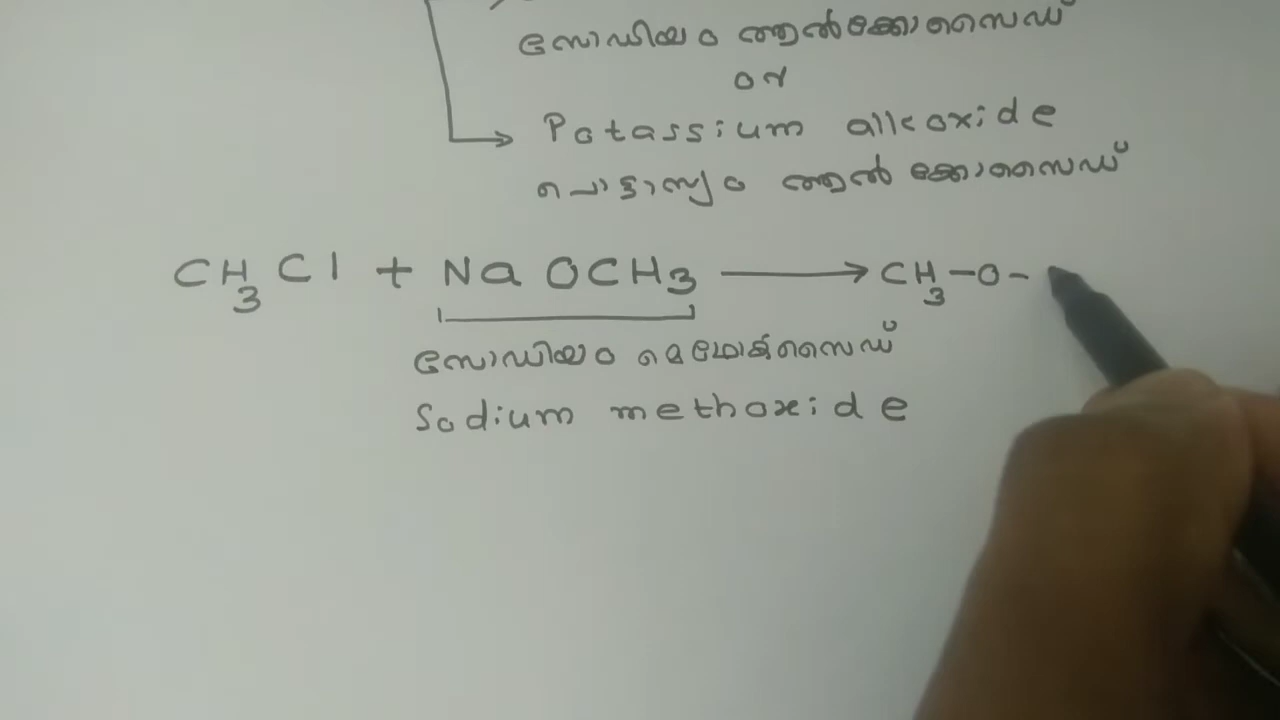 സോഡിയം ആൽക്കോസൈഡ്
or
Potassium alkoxide
പൊട്ടാസ്യം ആൽക്കോസൈഡ്
CH3Cl + NaOCH3 ⟶ CH3-O-
സോഡിയം മെഥോക്സൈഡ്
Sodium methoxide